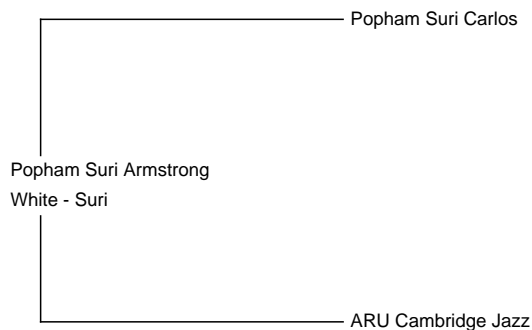 Popham Suri Carlos
Popham Suri Armstrong
White - Suri
ARU Cambridge Jazz